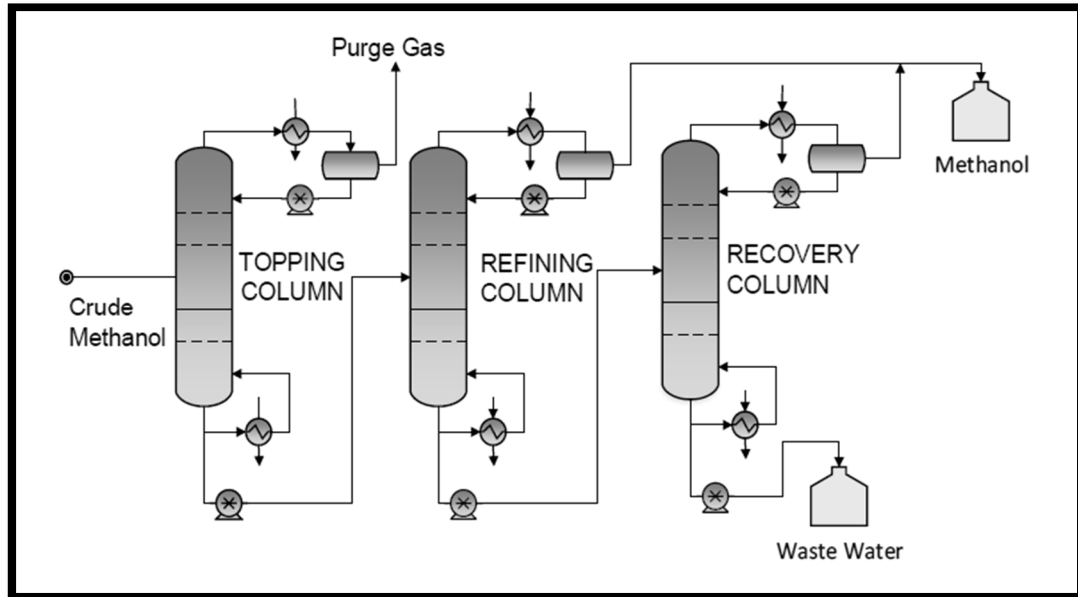 Purge Gas
Methanol
TOPPING
COLUMN
REFINING
COLUMN
RECOVERY
COLUMN
Crude
Methanol
Waste Water